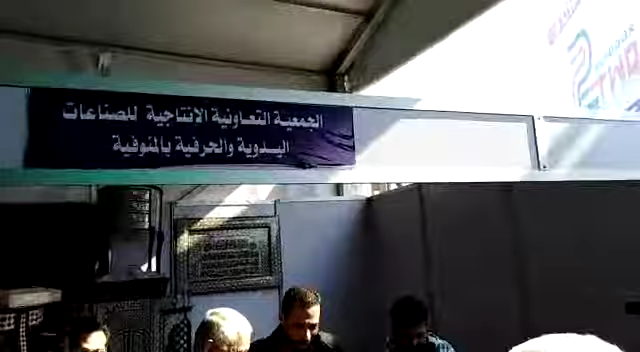 الجمعية التعاونية الانتاجية للصناعات
اليدوية والحرفية بالمنوفية